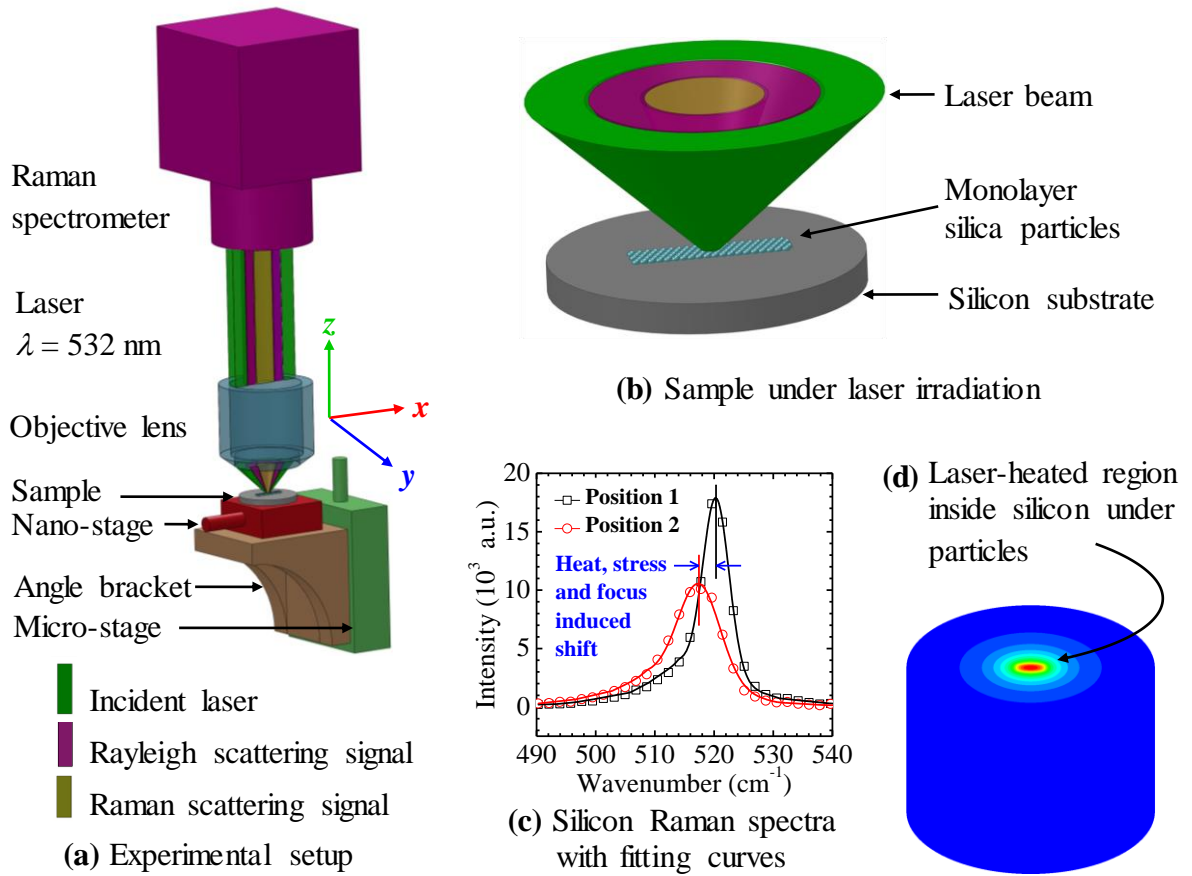 Raman
spectrometer
Laser
λ = 532 nm
z
x
y
Objective lens
Sample
Nano-stage
Angle bracket
Micro-stage
Incident laser
Rayleigh scattering signal
Raman scattering signal
(a) Experimental setup
Laser beam
Monolayer
silica particles
Silicon substrate
(b) Sample under laser irradiation
20
15
10
5
0
Intensity (10³ a.u.)
Position 1
Position 2
Heat, stress
and focus
induced
shift
490 500 510 520 530 540
Wavenumber (cm⁻¹)
(c) Silicon Raman spectra
with fitting curves
(d) Laser-heated region
inside silicon under
particles